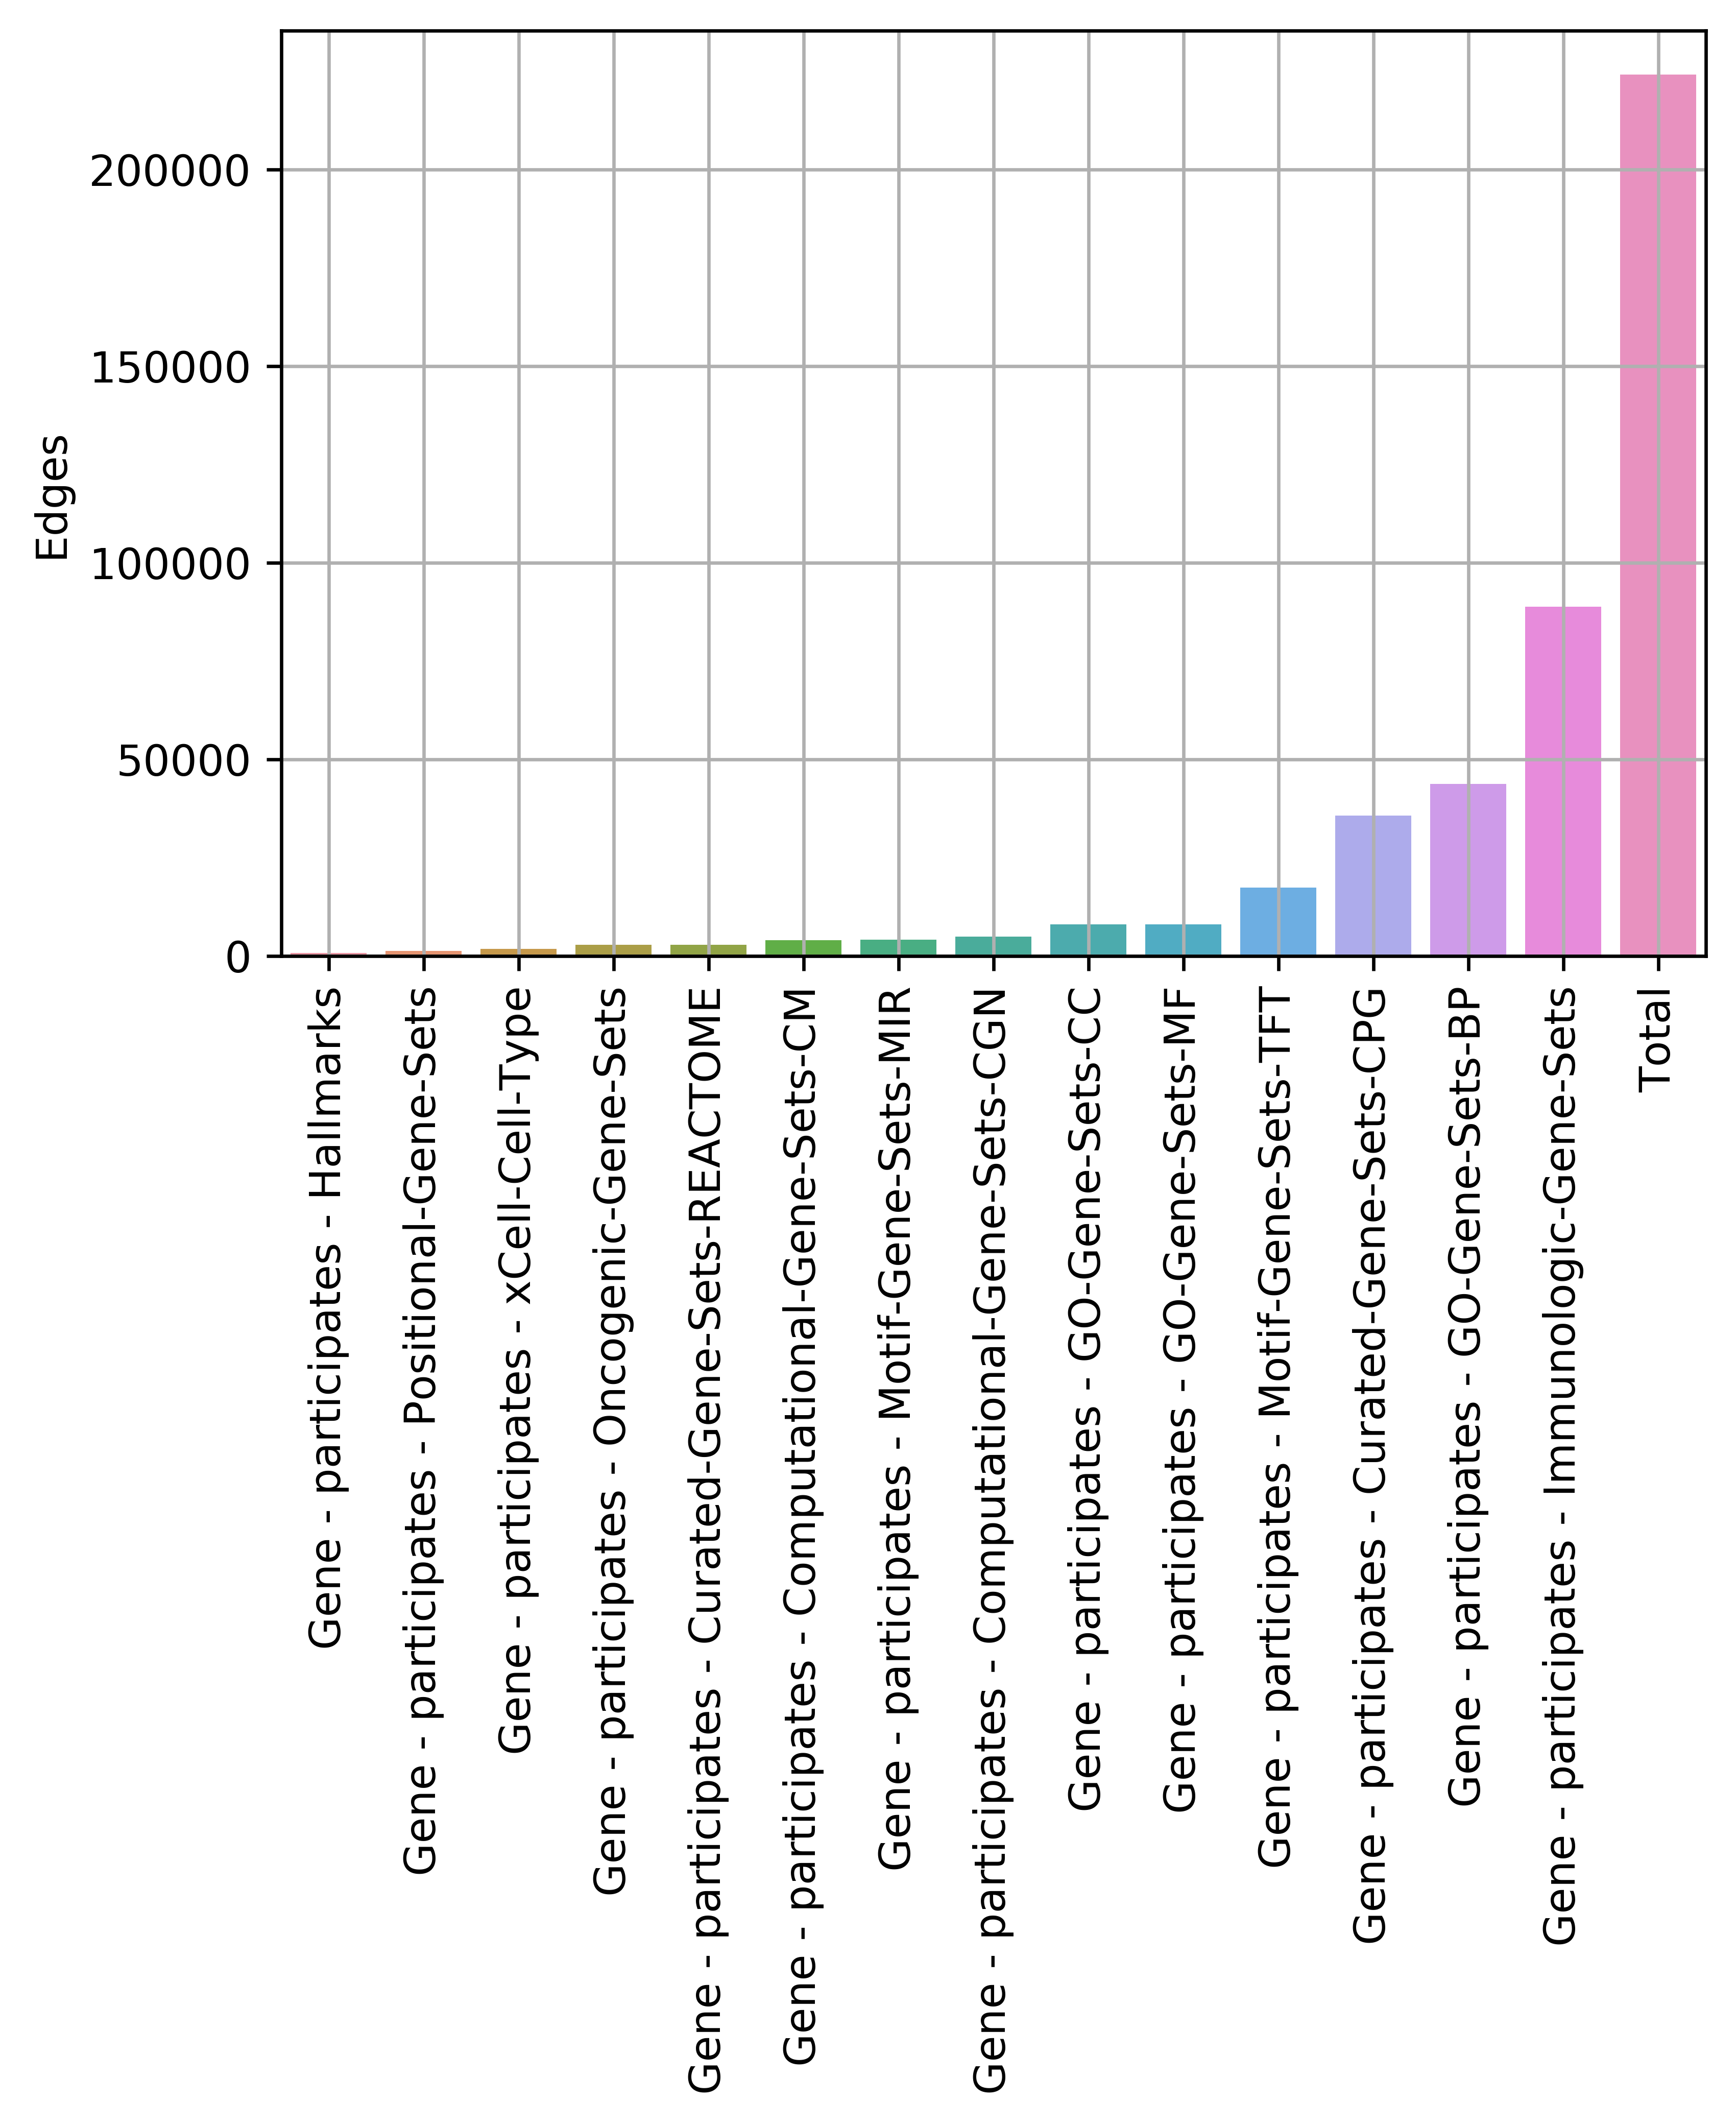 Edges
200000
150000
100000
50000
0
Gene - participates - Hallmarks
Gene - participates - Positional-Gene-Sets
Gene - participates - xCell-Cell-Type
Gene - participates - Oncogenic-Gene-Sets
Gene - participates - Curated-Gene-Sets-REACTOME
Gene - participates - Computational-Gene-Sets-CM
Gene - participates - Motif-Gene-Sets-MIR
Gene - participates - Computational-Gene-Sets-CGN
Gene - participates - GO-Gene-Sets-CC
Gene - participates - GO-Gene-Sets-MF
Gene - participates - Motif-Gene-Sets-TFT
Gene - participates - Curated-Gene-Sets-CPG
Gene - participates - GO-Gene-Sets-BP
Gene - participates - Immunologic-Gene-Sets
Total